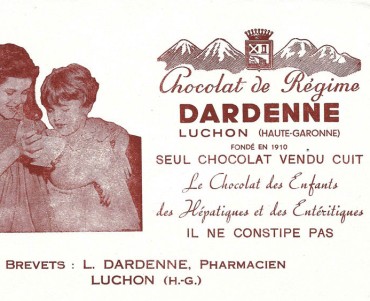 Chocolat de Régime
DARDENNE
LUCHON (HAUTE-GARONNE)
FONDÉ EN 1910
SEUL CHOCOLAT VENDU CUIT
Le Chocolat des Enfants
des Hépatiques et des Entéritiques
IL NE CONSTIPE PAS
BREVETS : L. DARDENNE, PHARMACIEN
LUCHON (H.-G.)